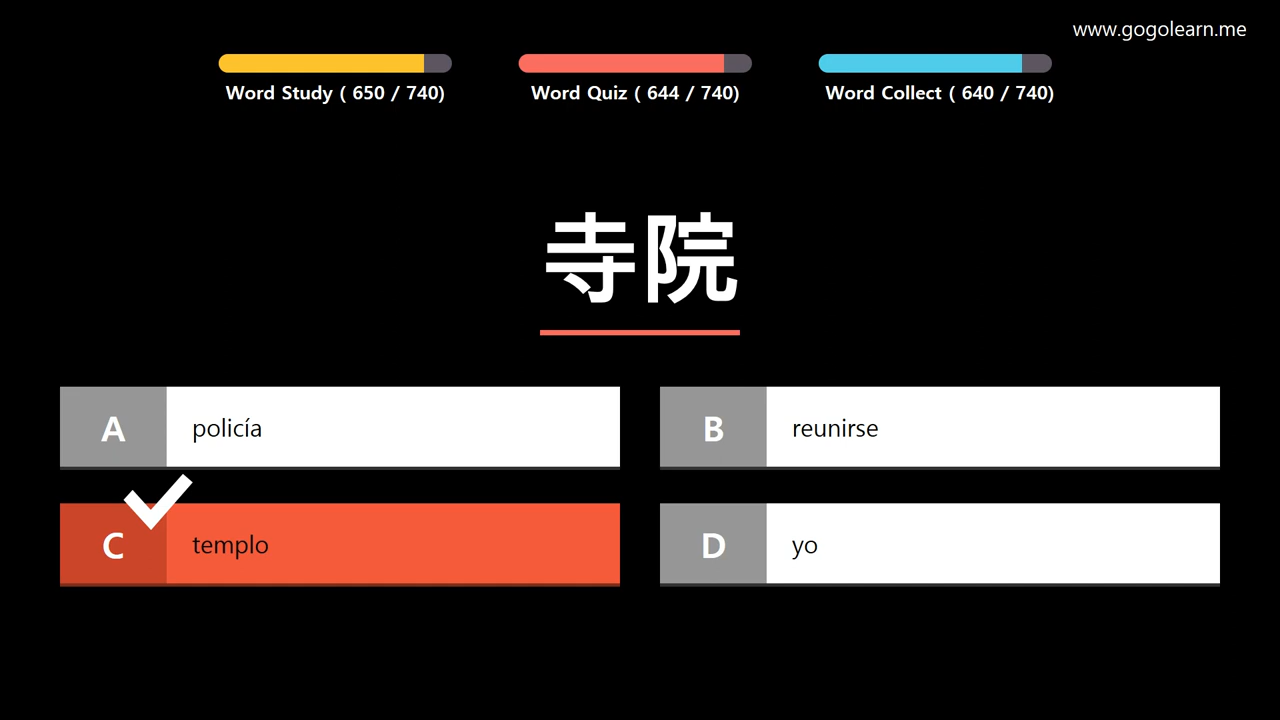 www.gogolearn.me
Word Study ( 650 / 740)
Word Quiz ( 644 / 740)
Word Collect ( 640 / 740)
寺院
A policía
B reunirse
C templo
D yo